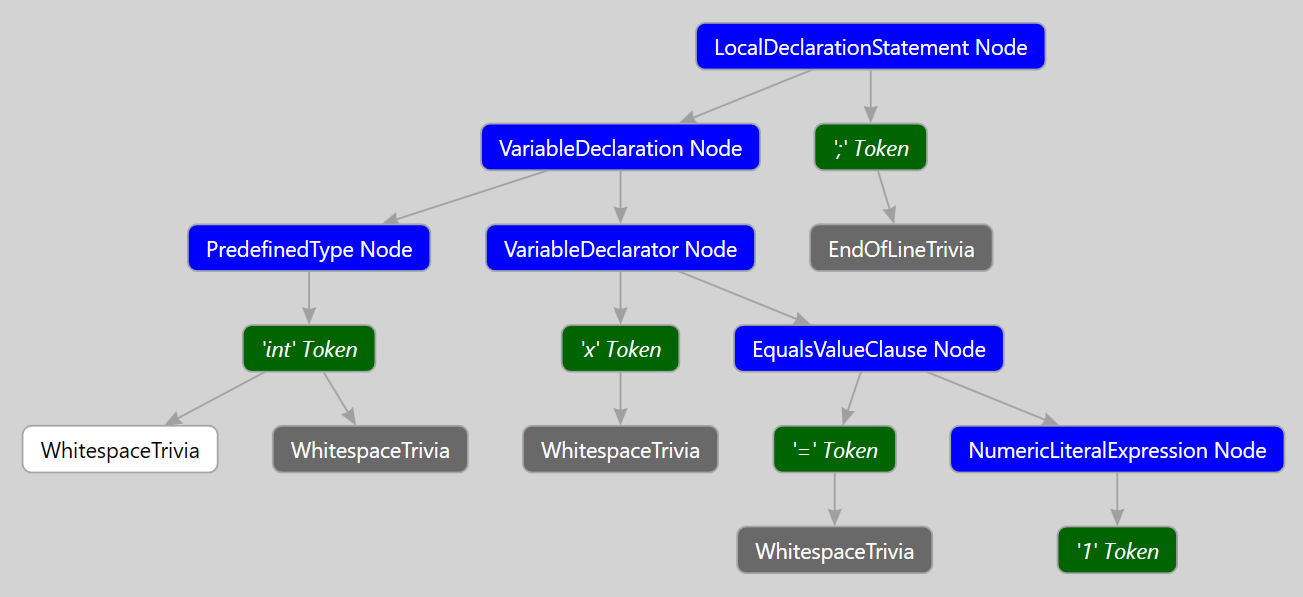 LocalDeclarationStatement Node
VariableDeclaration Node
';' Token
PredefinedType Node
VariableDeclarator Node
EndOfLineTrivia
'int' Token
'x' Token
EqualsValueClause Node
WhitespaceTrivia
WhitespaceTrivia
WhitespaceTrivia
'=' Token
NumericLiteralExpression Node
WhitespaceTrivia
'1' Token